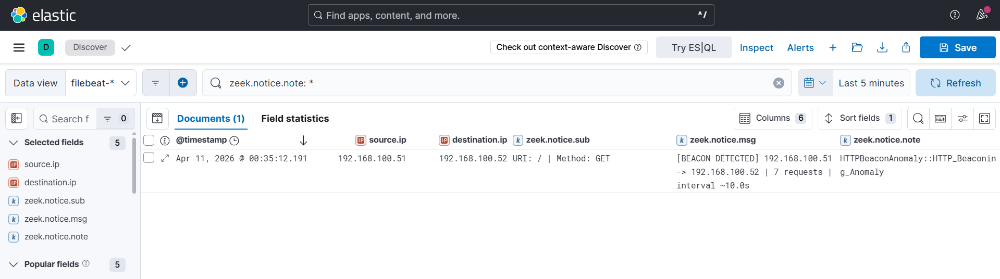 elastic
Find apps, content, and more.
^/
D
Discover
Check out context-aware Discover
Try ES|QL
Inspect
Alerts
Save
Data view
filebeat-*
zeek.notice.note: *
Last 5 minutes
Refresh
Search f
0
Documents (1)
Field statistics
Columns 6
Sort fields 1
Selected fields 5
source.ip
destination.ip
zeek.notice.sub
zeek.notice.msg
zeek.notice.note
Popular fields 5
@timestamp
source.ip
destination.ip
zeek.notice.sub
zeek.notice.msg
zeek.notice.note
Apr 11, 2026 @ 00:35:12.191
192.168.100.51
192.168.100.52
URI: / | Method: GET
[BEACON DETECTED] 192.168.100.51
-> 192.168.100.52 | 7 requests |
interval ~10.0s
HTTPBeaconAnomaly::HTTP_Beaconin
g_Anomaly